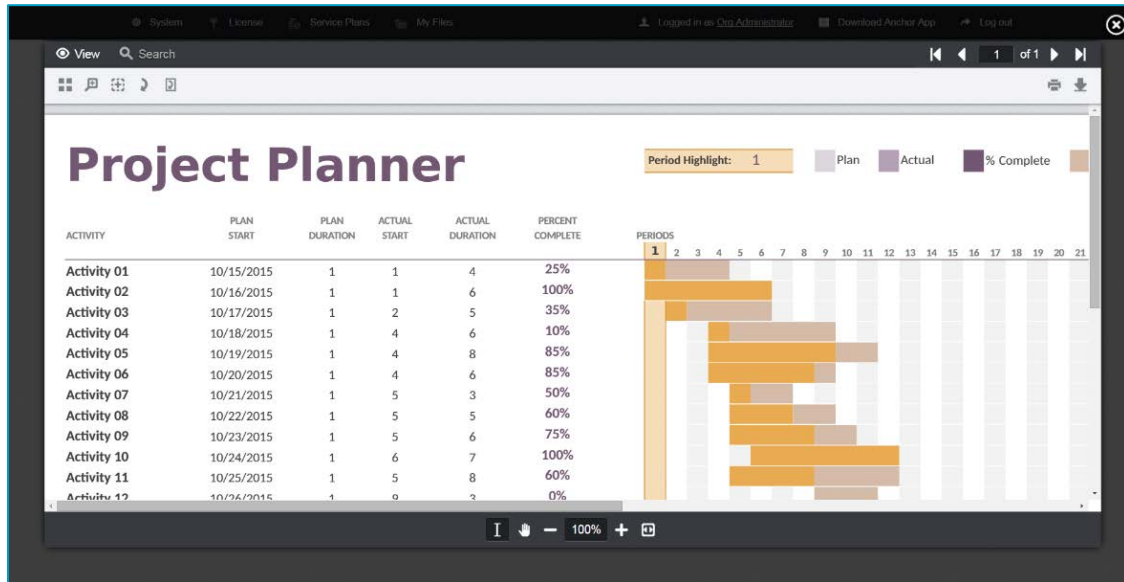 System License Service Plans My Files Logged in as Org Administrator Download Anchor App Log out
View Search 1 of 1
Project Planner
Period Highlight: 1 Plan Actual % Complete
ACTIVITY PLAN START PLAN DURATION ACTUAL START ACTUAL DURATION PERCENT COMPLETE PERIODS
1 2 3 4 5 6 7 8 9 10 11 12 13 14 15 16 17 18 19 20 21
Activity 01 10/15/2015 1 1 4 25%
Activity 02 10/16/2015 1 1 6 100%
Activity 03 10/17/2015 1 2 5 35%
Activity 04 10/18/2015 1 4 6 10%
Activity 05 10/19/2015 1 4 8 85%
Activity 06 10/20/2015 1 4 6 85%
Activity 07 10/21/2015 1 5 3 50%
Activity 08 10/22/2015 1 5 5 60%
Activity 09 10/23/2015 1 5 6 75%
Activity 10 10/24/2015 1 6 7 100%
Activity 11 10/25/2015 1 5 8 60%
Activity 12 10/26/2015 1 9 3 0%
100%